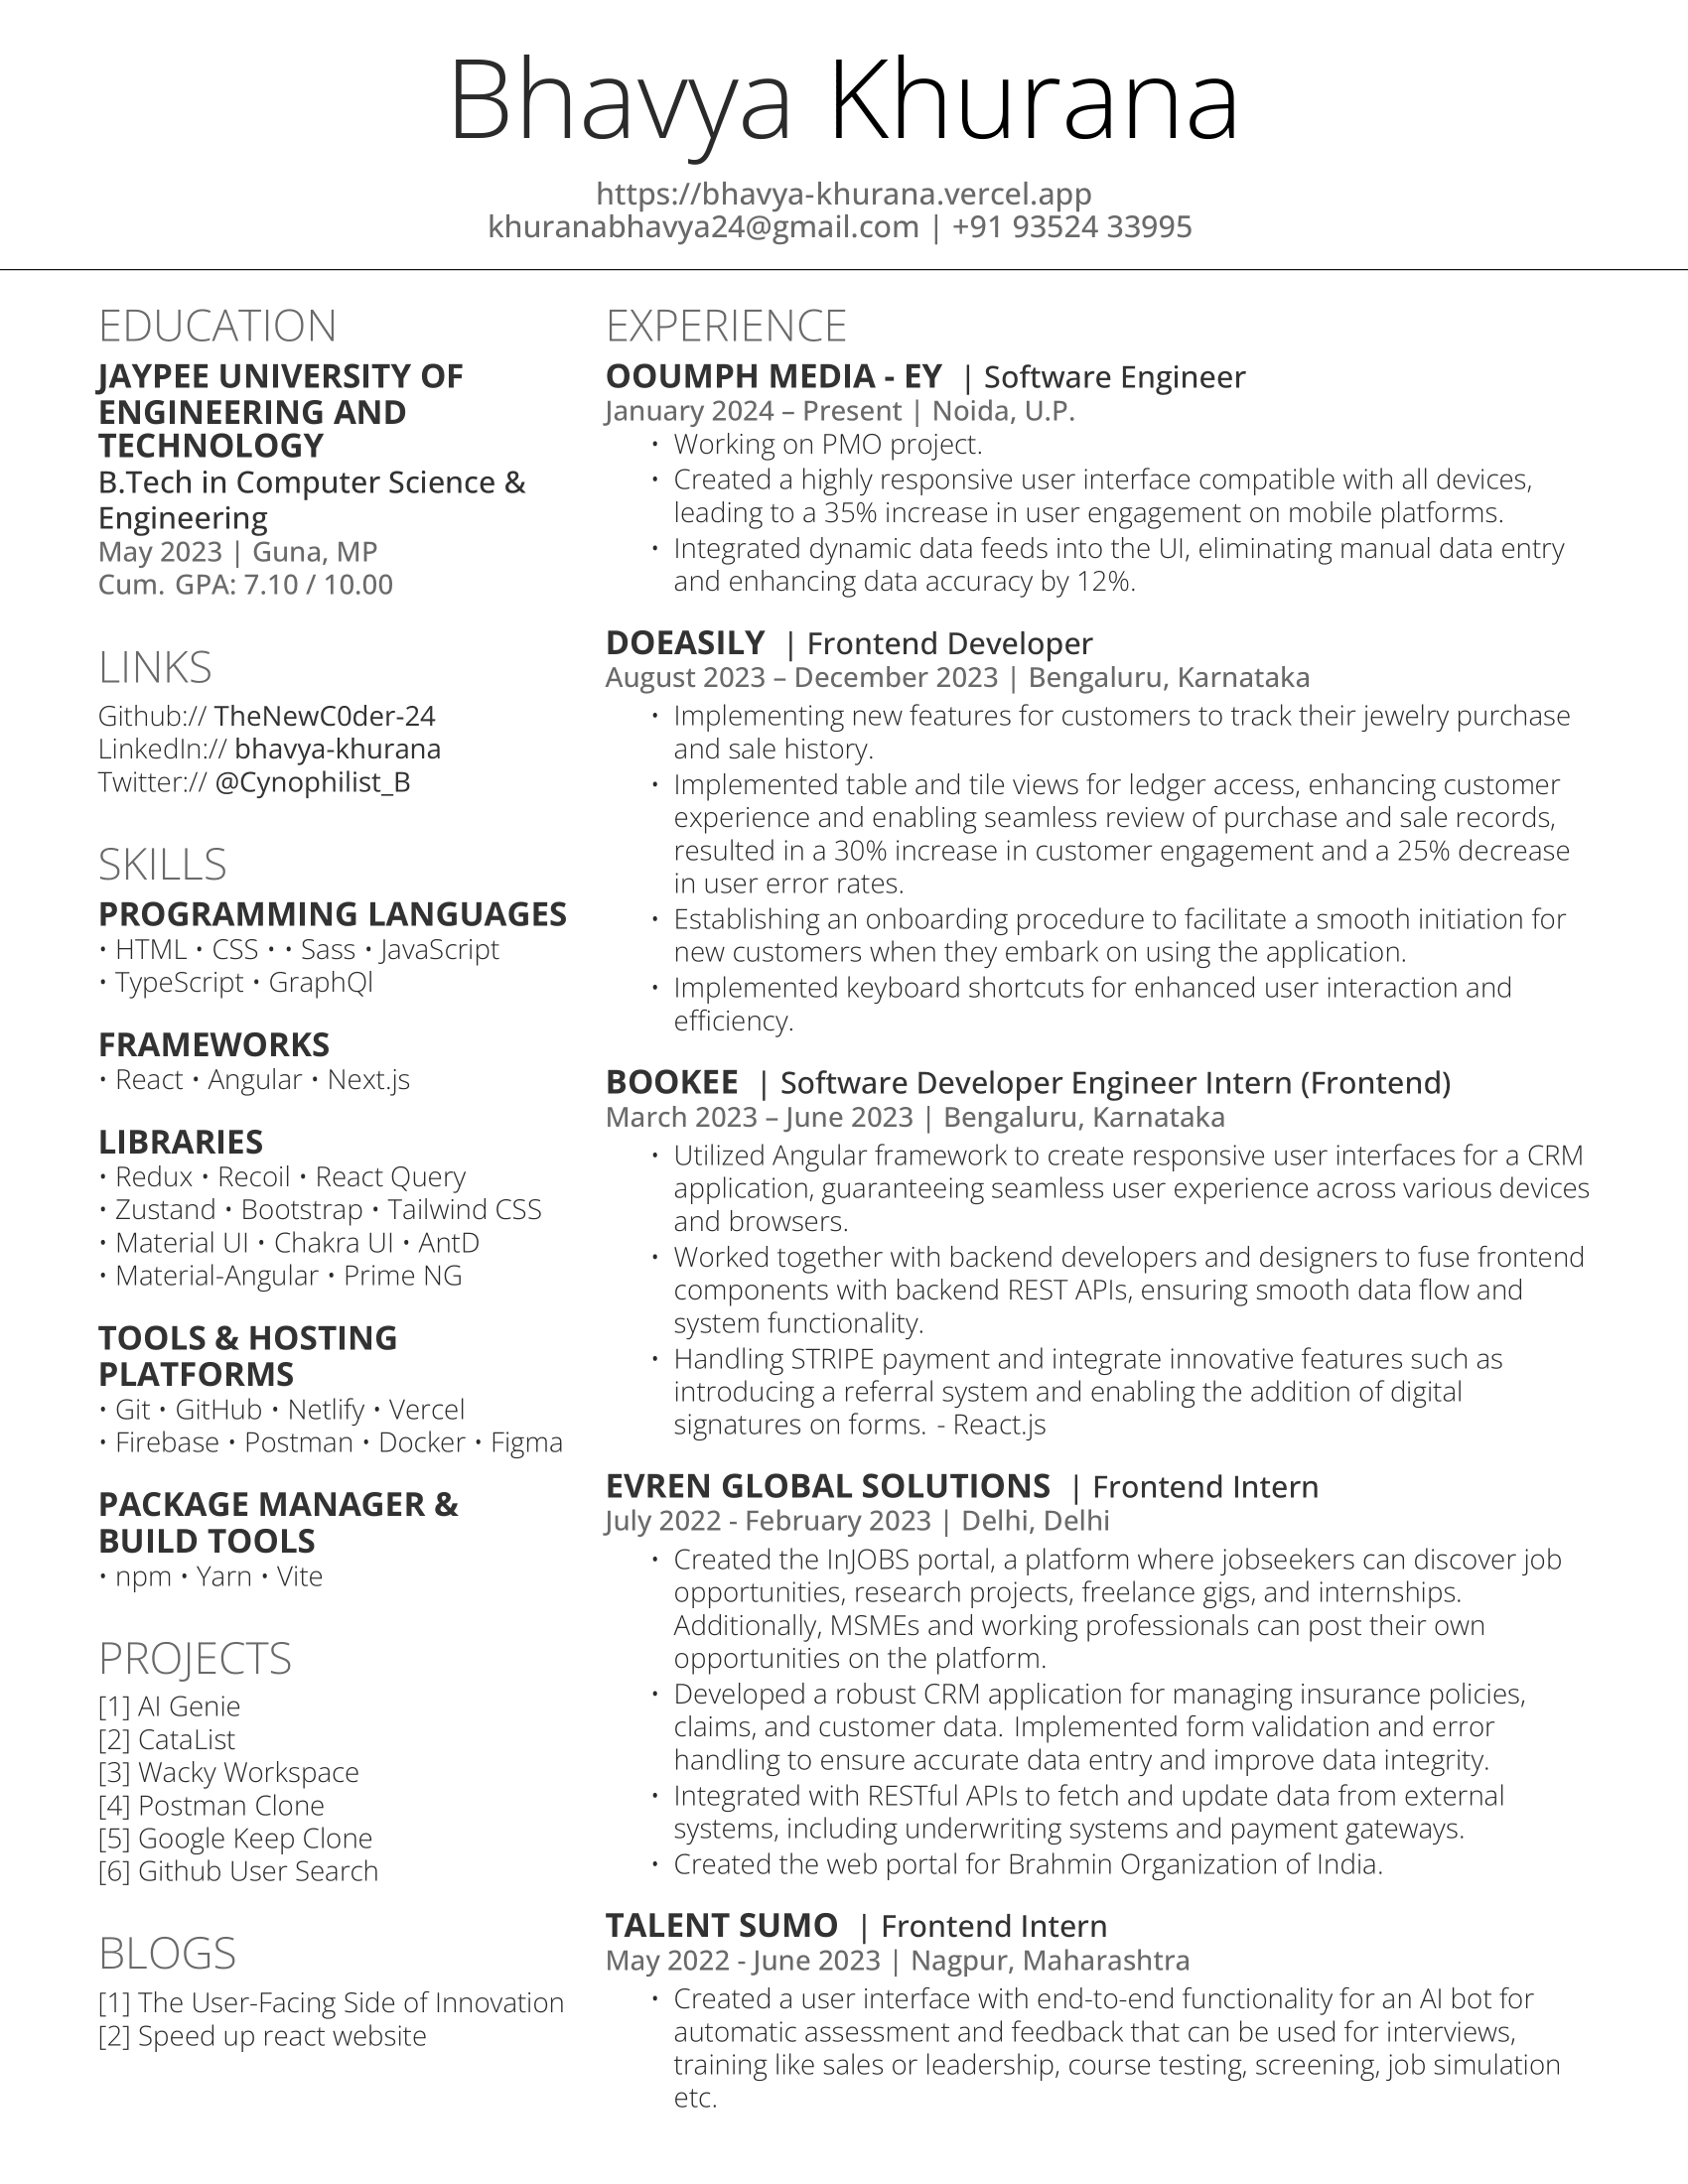 Bhavya Khurana
https://bhavya-khurana.vercel.app
khuranabhavya24@gmail.com | +91 93524 33995
EDUCATION
JAYPEE UNIVERSITY OF
ENGINEERING AND
TECHNOLOGY
B.Tech in Computer Science &
Engineering
May 2023 | Guna, MP
Cum. GPA: 7.10 / 10.00
LINKS
Github:// TheNewC0der-24
LinkedIn:// bhavya-khurana
Twitter:// @Cynophilist_B
SKILLS
PROGRAMMING LANGUAGES
• HTML • CSS • • Sass • JavaScript
• TypeScript • GraphQl
FRAMEWORKS
• React • Angular • Next.js
LIBRARIES
• Redux • Recoil • React Query
• Zustand • Bootstrap • Tailwind CSS
• Material UI • Chakra UI • AntD
• Material-Angular • Prime NG
TOOLS & HOSTING
PLATFORMS
• Git • GitHub • Netlify • Vercel
• Firebase • Postman • Docker • Figma
PACKAGE MANAGER &
BUILD TOOLS
• npm • Yarn • Vite
PROJECTS
[1] AI Genie
[2] CataList
[3] Wacky Workspace
[4] Postman Clone
[5] Google Keep Clone
[6] Github User Search
BLOGS
[1] The User-Facing Side of Innovation
[2] Speed up react website
EXPERIENCE
OOUMPH MEDIA - EY | Software Engineer
January 2024 – Present | Noida, U.P.
• Working on PMO project.
• Created a highly responsive user interface compatible with all devices,
leading to a 35% increase in user engagement on mobile platforms.
• Integrated dynamic data feeds into the UI, eliminating manual data entry
and enhancing data accuracy by 12%.
DOEASILY | Frontend Developer
August 2023 – December 2023 | Bengaluru, Karnataka
• Implementing new features for customers to track their jewelry purchase
and sale history.
• Implemented table and tile views for ledger access, enhancing customer
experience and enabling seamless review of purchase and sale records,
resulted in a 30% increase in customer engagement and a 25% decrease
in user error rates.
• Establishing an onboarding procedure to facilitate a smooth initiation for
new customers when they embark on using the application.
• Implemented keyboard shortcuts for enhanced user interaction and
efficiency.
BOOKEE | Software Developer Engineer Intern (Frontend)
March 2023 – June 2023 | Bengaluru, Karnataka
• Utilized Angular framework to create responsive user interfaces for a CRM
application, guaranteeing seamless user experience across various devices
and browsers.
• Worked together with backend developers and designers to fuse frontend
components with backend REST APIs, ensuring smooth data flow and
system functionality.
• Handling STRIPE payment and integrate innovative features such as
introducing a referral system and enabling the addition of digital
signatures on forms. - React.js
EVREN GLOBAL SOLUTIONS | Frontend Intern
July 2022 - February 2023 | Delhi, Delhi
• Created the InJOBS portal, a platform where jobseekers can discover job
opportunities, research projects, freelance gigs, and internships.
Additionally, MSMEs and working professionals can post their own
opportunities on the platform.
• Developed a robust CRM application for managing insurance policies,
claims, and customer data. Implemented form validation and error
handling to ensure accurate data entry and improve data integrity.
• Integrated with RESTful APIs to fetch and update data from external
systems, including underwriting systems and payment gateways.
• Created the web portal for Brahmin Organization of India.
TALENT SUMO | Frontend Intern
May 2022 - June 2023 | Nagpur, Maharashtra
• Created a user interface with end-to-end functionality for an AI bot for
automatic assessment and feedback that can be used for interviews,
training like sales or leadership, course testing, screening, job simulation
etc.